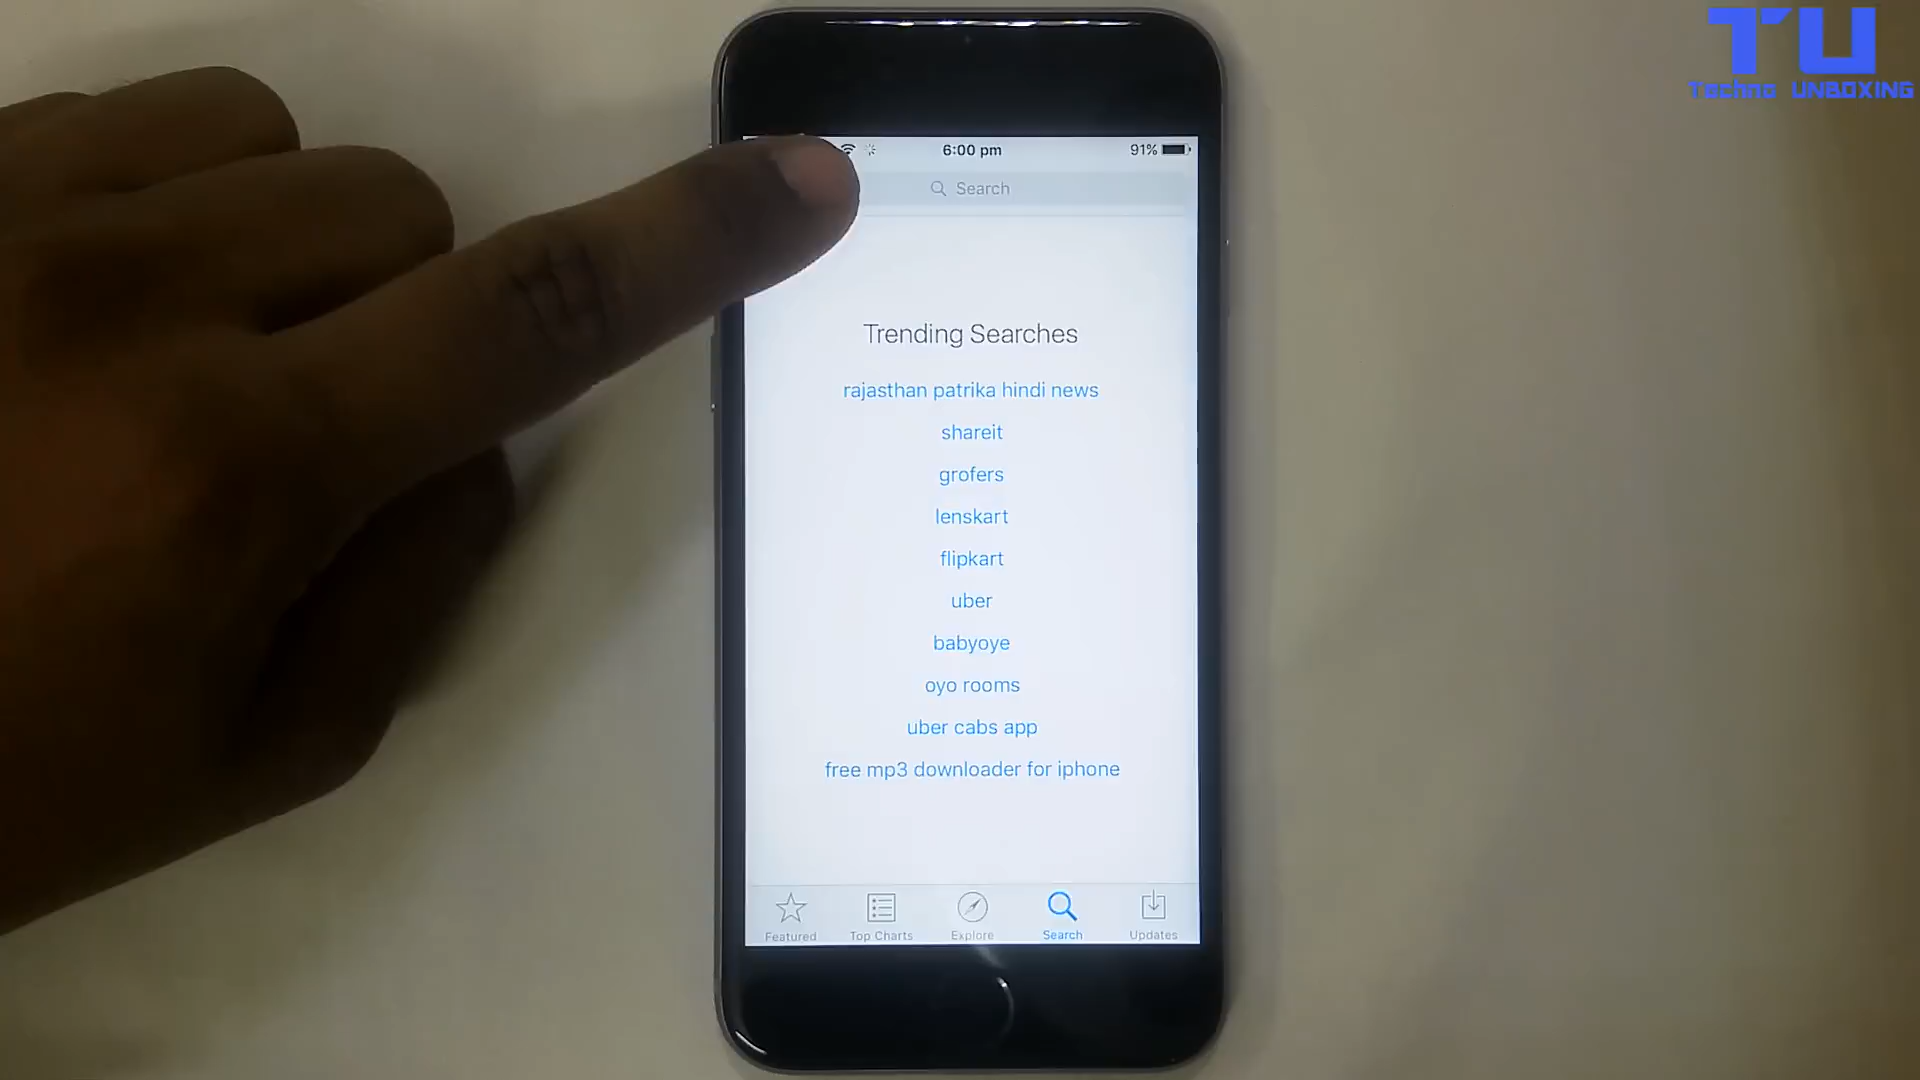 TU
Techno UNBOXING
6:00 pm
91%
Search
Trending Searches
rajasthan patrika hindi news
shareit
grofers
lenskart
flipkart
uber
babyoye
oyo rooms
uber cabs app
free mp3 downloader for iphone
Featured
Top Charts
Explore
Search
Updates